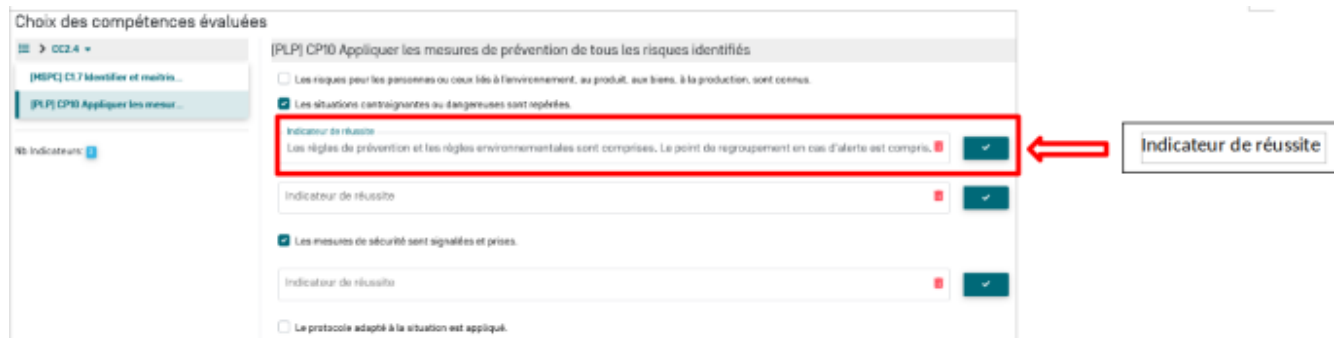 Choix des compétences évaluées
CC2.4
[PLP] CP10 Appliquer les mesures de prévention de tous les risques identifiés
[MSPC] C1.7 Identifier et maitris...
[PLP] CP10 Appliquer les mesur...
Nb Indicateurs:
Les risques pour les personnes ou ceux liés à l'environnement, au produit, aux biens, à la production, sont connus.
Les situations contraignantes ou dangereuses sont repérées.
Indicateur de réussite
Les règles de prévention et les règles environnementales sont comprises. Le point de regroupement en cas d'alerte est compris.
Indicateur de réussite
Indicateur de réussite
Les mesures de sécurité sont signalées et prises.
Indicateur de réussite
Le protocole adapté à la situation est appliqué.